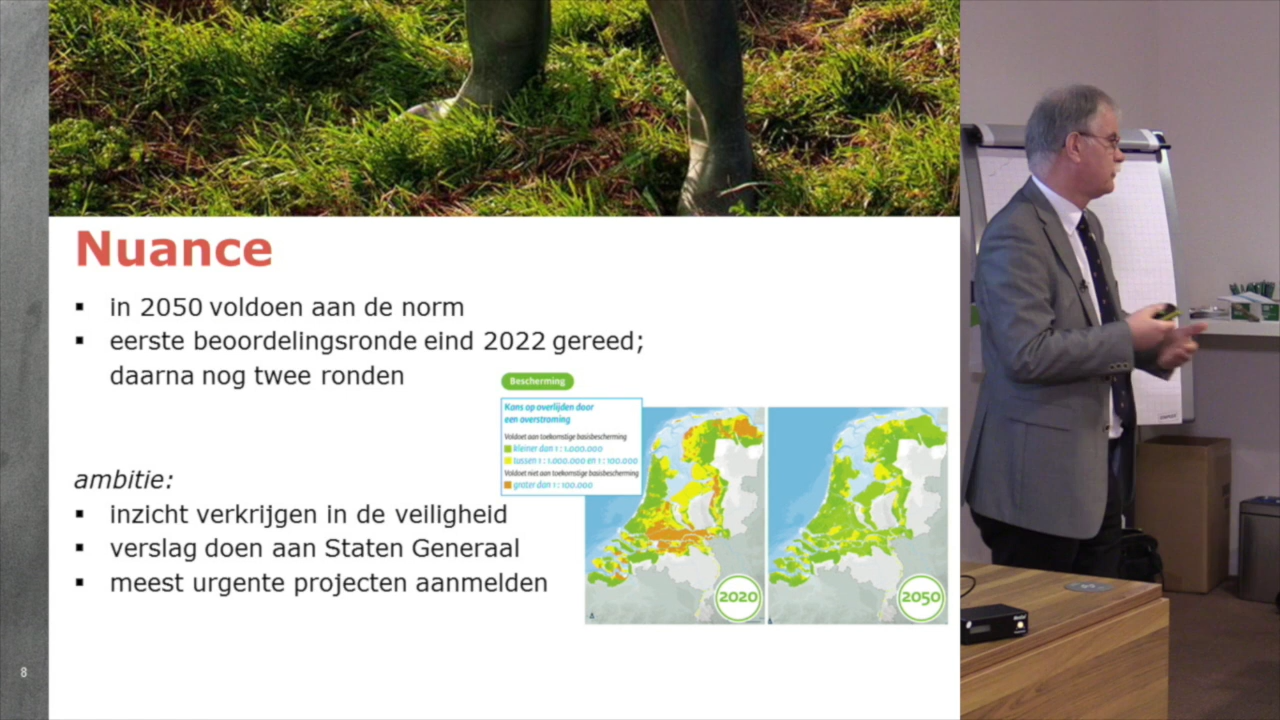 Nuance
▪ in 2050 voldoen aan de norm
▪ eerste beoordelingsronde eind 2022 gereed;
daarna nog twee ronden
Bescherming
Kans op overlijden door
een overstroming
Voldoet aan toekomstige basisbescherming
kleiner dan 1 : 1.000.000
tussen 1 : 1.000.000 en 1 : 100.000
Voldoet niet aan toekomstige basisbescherming
groter dan 1 : 100.000
ambitie:
▪ inzicht verkrijgen in de veiligheid
▪ verslag doen aan Staten Generaal
▪ meest urgente projecten aanmelden
2020
2050
8